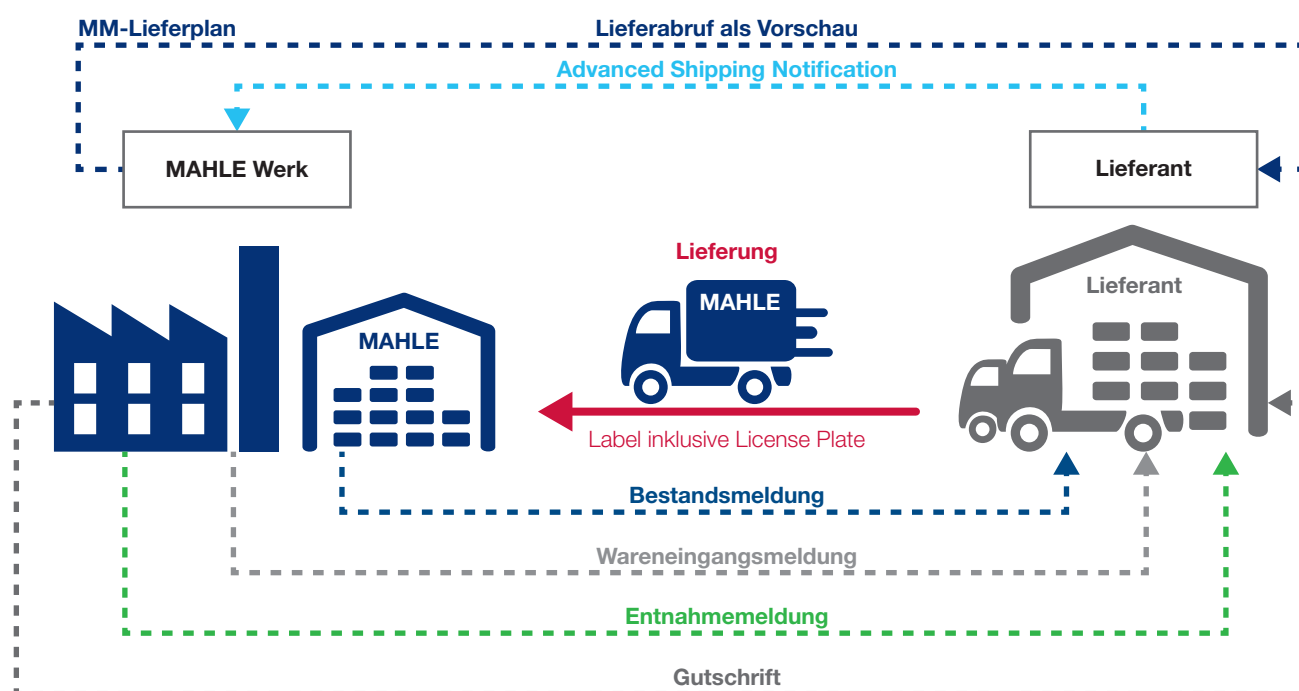 MM-Lieferplan
Lieferabruf als Vorschau
Advanced Shipping Notification
MAHLE Werk
Lieferant
Lieferung
MAHLE
Lieferant
MAHLE
Label inklusive License Plate
Bestandsmeldung
Wareneingangsmeldung
Entnahmemeldung
Gutschrift